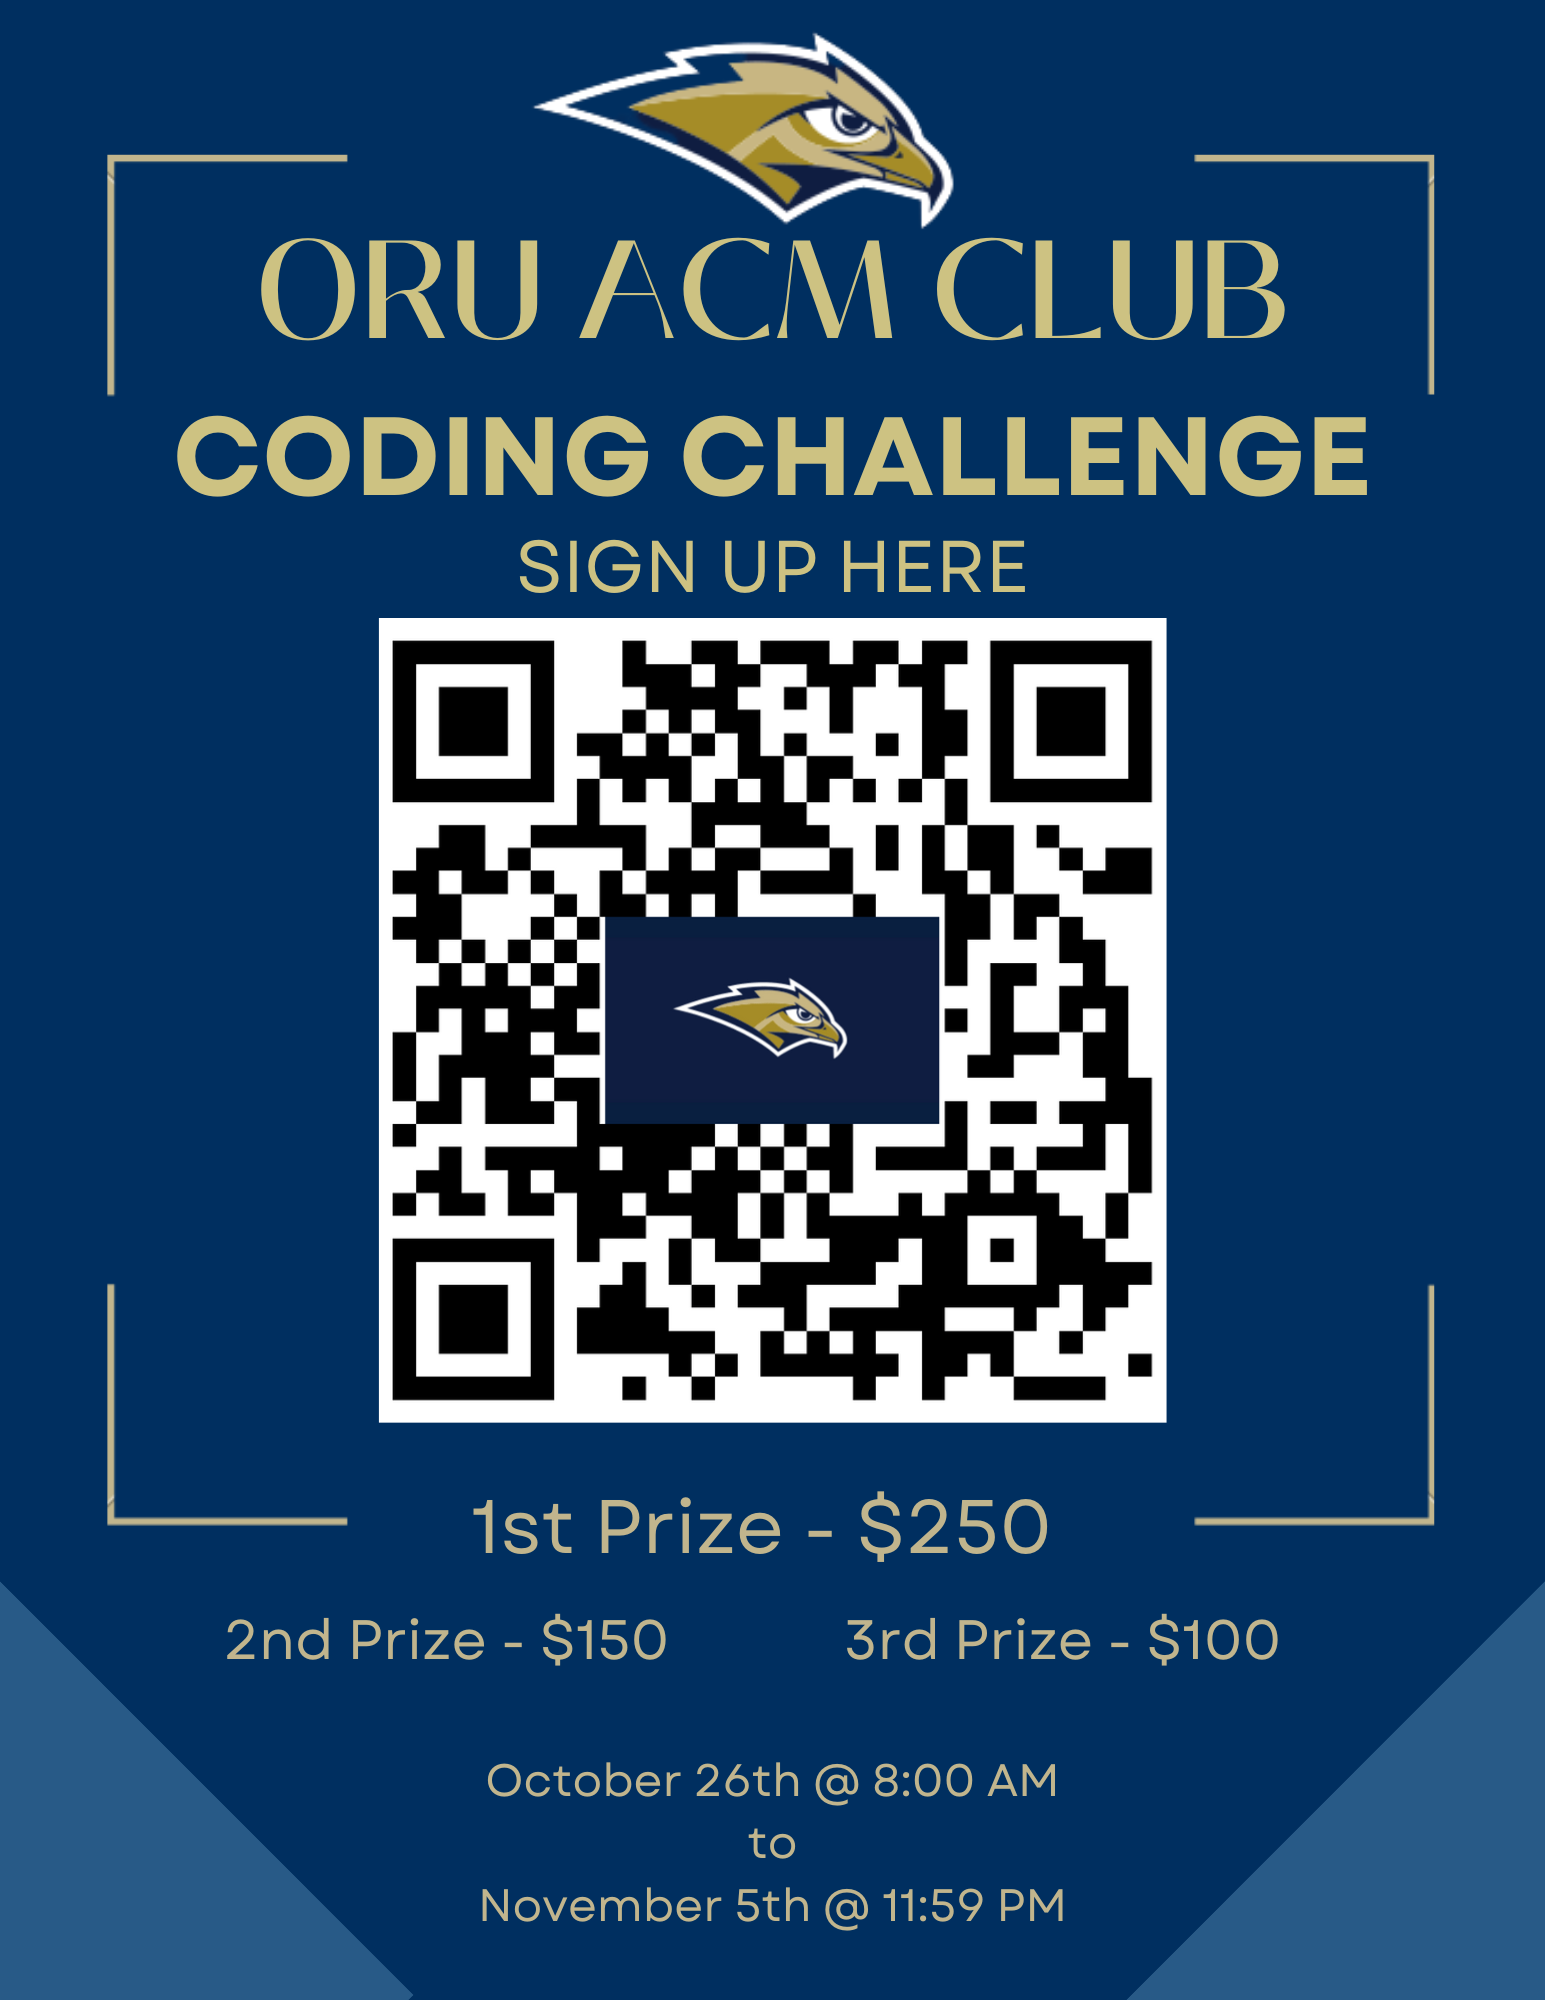 ORU ACM CLUB
CODING CHALLENGE
SIGN UP HERE
1st Prize - $250
2nd Prize - $150
3rd Prize - $100
October 26th @ 8:00 AM
to
November 5th @ 11:59 PM